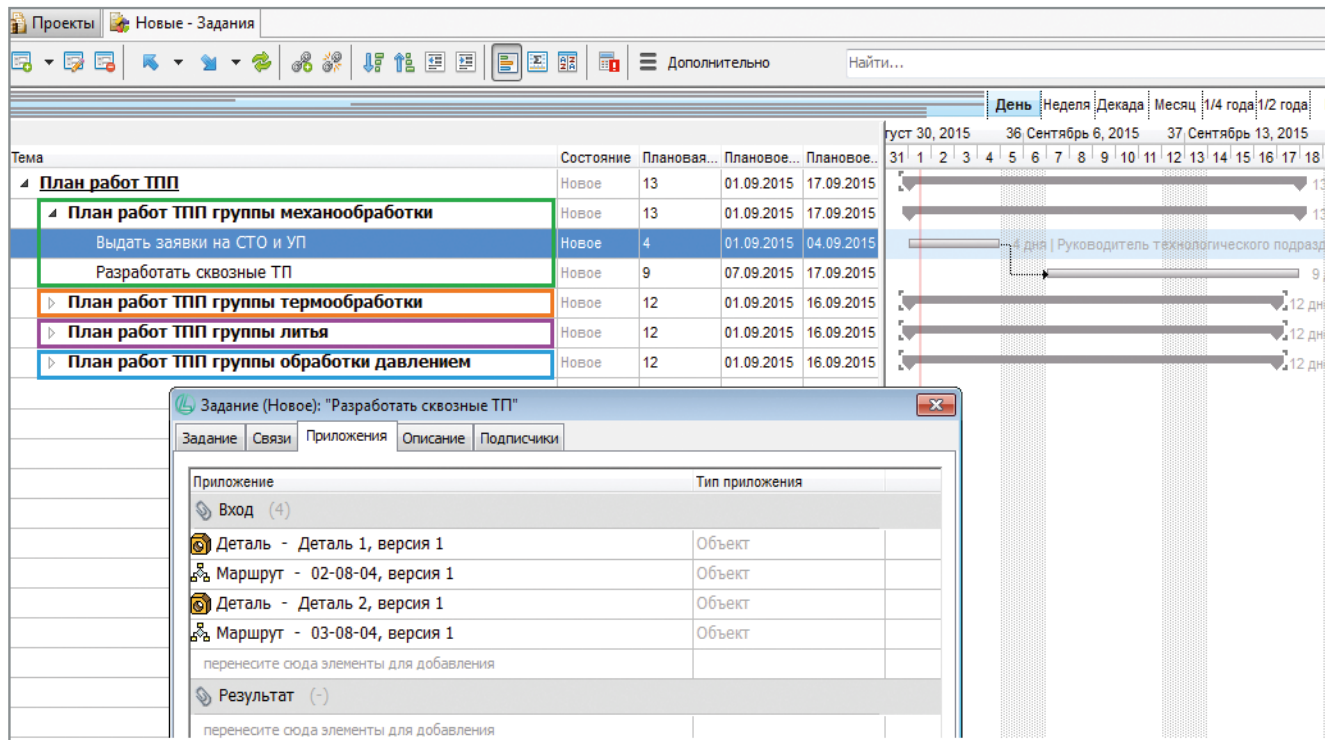 Проекты Новые - Задания
Дополнительно Найти...
День Неделя Декада Месяц 1/4 года 1/2 года
густ 30, 2015 36 Сентябрь 6, 2015 37 Сентябрь 13, 2015
Тема Состояние Плановая... Плановое... Плановое... 31 1 2 3 4 5 6 7 8 9 10 11 12 13 14 15 16 17 18
План работ ТПП Новое 13 01.09.2015 17.09.2015 13
План работ ТПП группы механообработки Новое 13 01.09.2015 17.09.2015 13
Выдать заявки на СТО и УП Новое 4 01.09.2015 04.09.2015 4 дня | Руководитель технологического подразд
Разработать сквозные ТП Новое 9 07.09.2015 17.09.2015 9
План работ ТПП группы термообработки Новое 12 01.09.2015 16.09.2015 12 дн
План работ ТПП группы литья Новое 12 01.09.2015 16.09.2015 12 дн
План работ ТПП группы обработки давлением Новое 12 01.09.2015 16.09.2015 12 дн
Задание (Новое): "Разработать сквозные ТП"
Задание Связи Приложения Описание Подписчики
Приложение Тип приложения
Вход (4)
Деталь - Деталь 1, версия 1 Объект
Маршрут - 02-08-04, версия 1 Объект
Деталь - Деталь 2, версия 1 Объект
Маршрут - 03-08-04, версия 1 Объект
перенесите сюда элементы для добавления
Результат (-)
перенесите сюда элементы для добавления